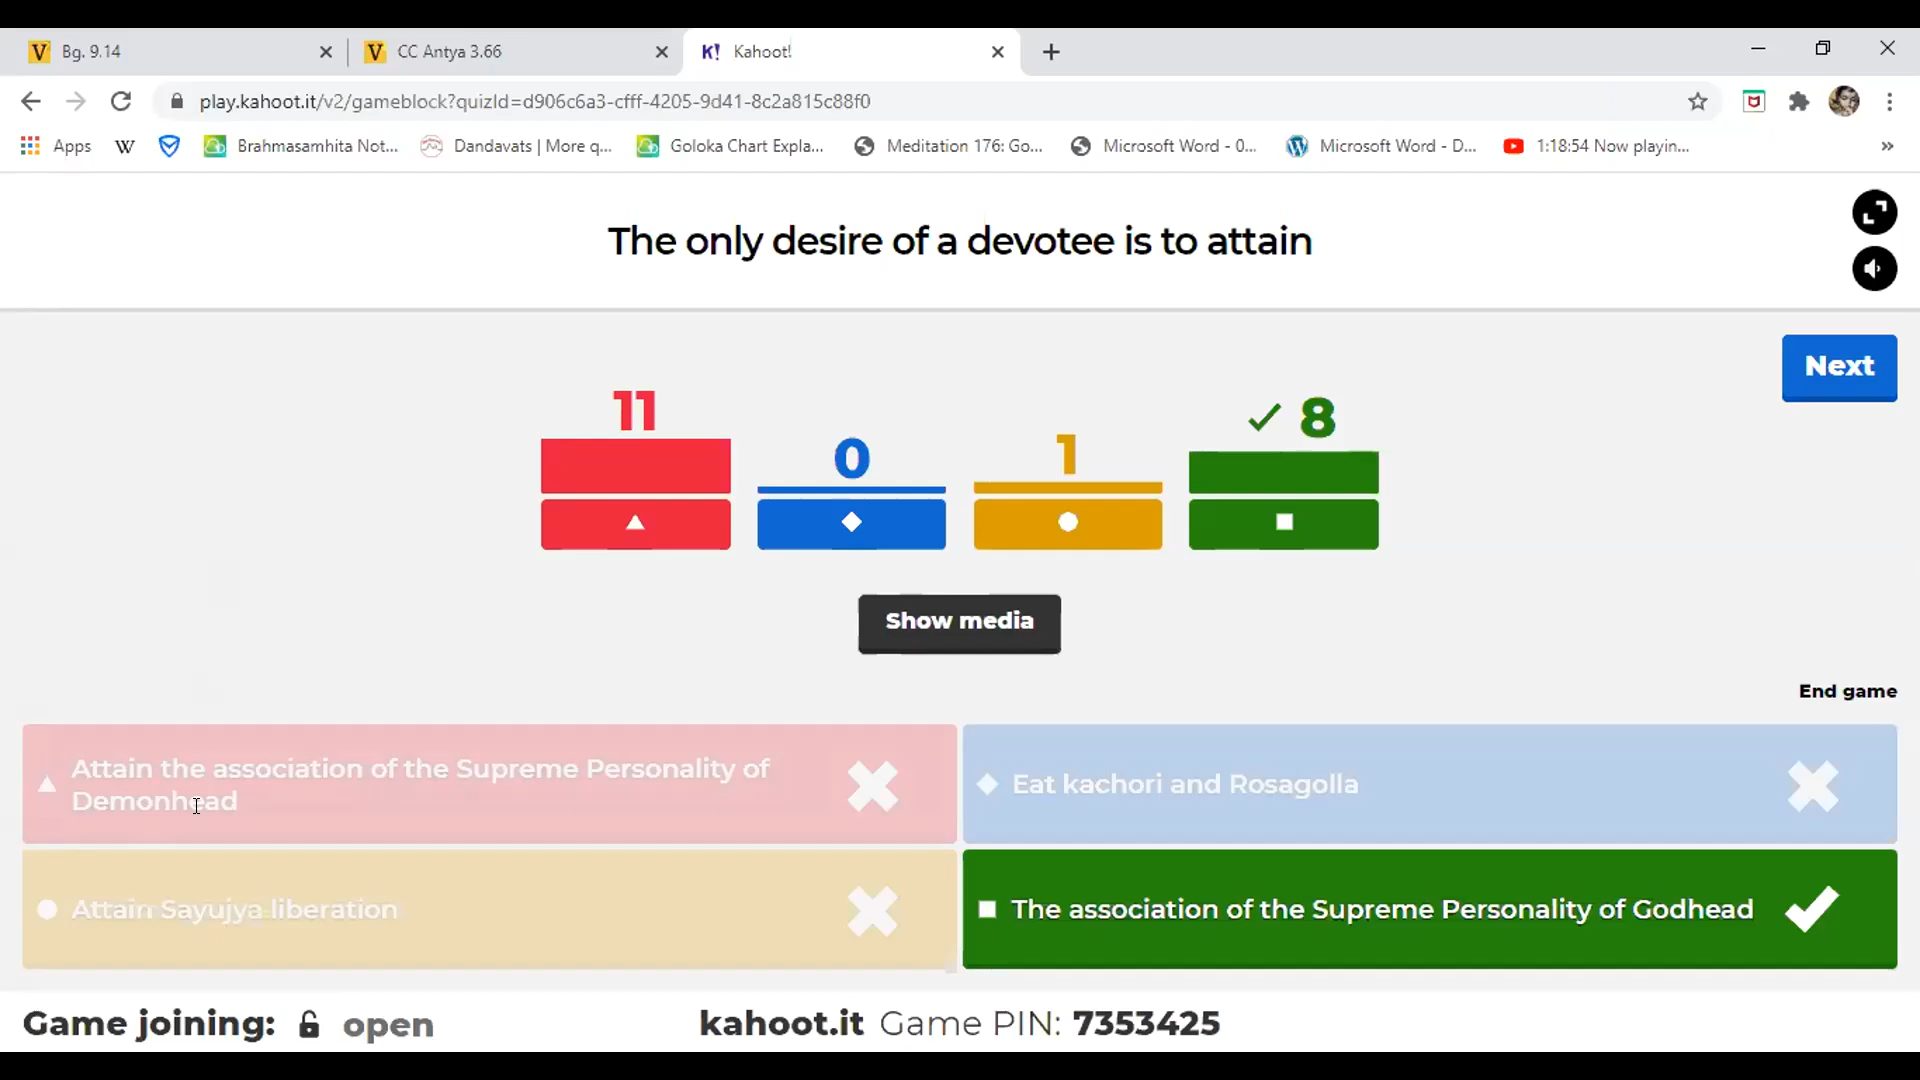 Bg. 9.14
CC Antya 3.66
K! Kahoot!
play.kahoot.it/v2/gameblock?quizId=d906c6a3-cfff-4205-9d41-8c2a815c88f0
Apps W Brahmasamhita Not... Dandavats | More q... Goloka Chart Expla... Meditation 176: Go... Microsoft Word - 0... Microsoft Word - D... 1:18:54 Now playin... »
The only desire of a devotee is to attain
Next
11
0
1
8
Show media
End game
Attain the association of the Supreme Personality of
Demonhead
Eat kachori and Rosagolla
Attain Sayujya liberation
The association of the Supreme Personality of Godhead
Game joining: open
kahoot.it Game PIN: 7353425